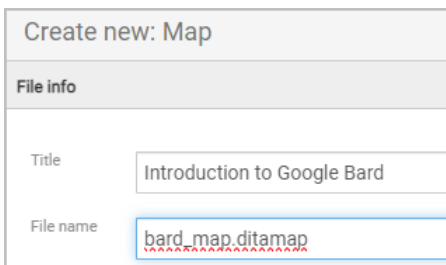 Create new: Map
File info
Title
Introduction to Google Bard
File name
bard_map.ditamap